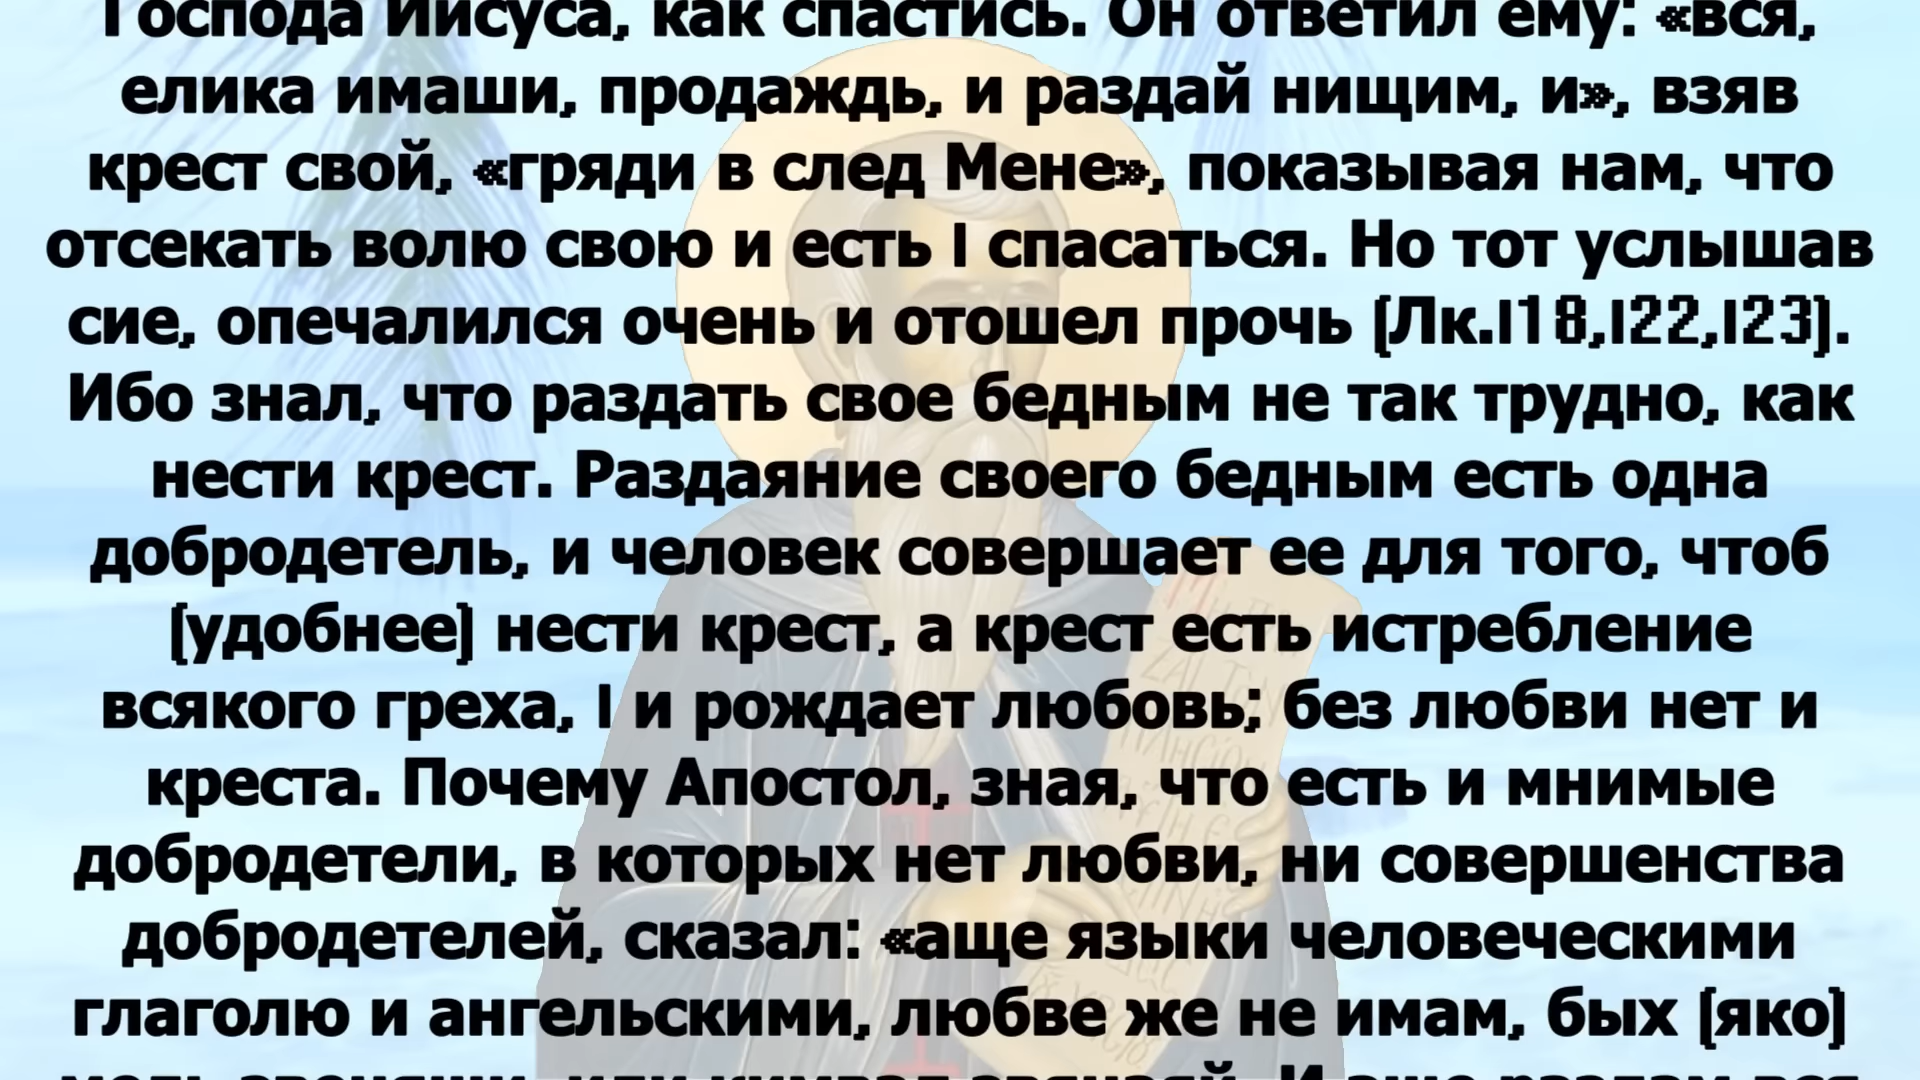 Господа Иисуса, как спастись. Он ответил ему: «вся,
елика имаши, продаждь, и раздай нищим, и», взяв
крест свой, «гряди в след Мене», показывая нам, что
отсекать волю свою и есть I спасаться. Но тот услышав
сие, опечалился очень и отошел прочь [Лк.I18,I22,I23].
Ибо знал, что раздать свое бедным не так трудно, как
нести крест. Раздаяние своего бедным есть одна
добродетель, и человек совершает ее для того, чтоб
[удобнее] нести крест, а крест есть истребление
всякого греха, I и рождает любовь; без любви нет и
креста. Почему Апостол, зная, что есть и мнимые
добродетели, в которых нет любви, ни совершенства
добродетелей, сказал: «аще языки человеческими
глаголю и ангельскими, любве же не имам, бых [яко]